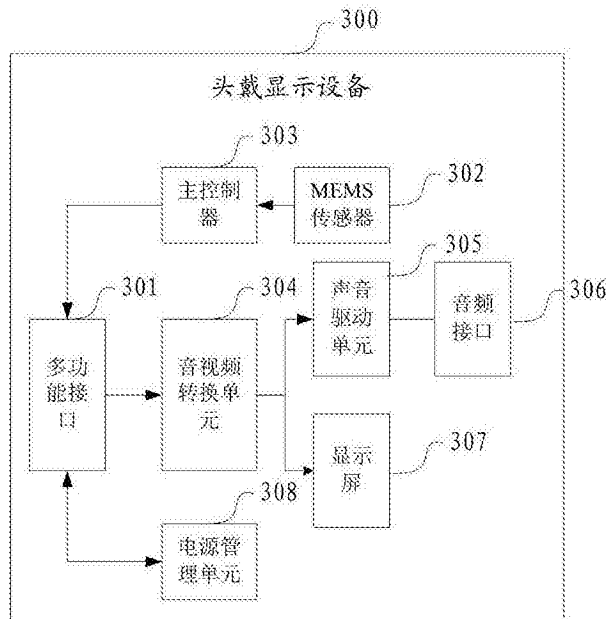 300
头戴显示设备
303
主控制
器
MEMS
传感器
302
301
多功
能接
口
304
音视频
转换单
元
305
声音
驱动
单元
音频
接口
306
显示
屏
307
308
电源管
理单元